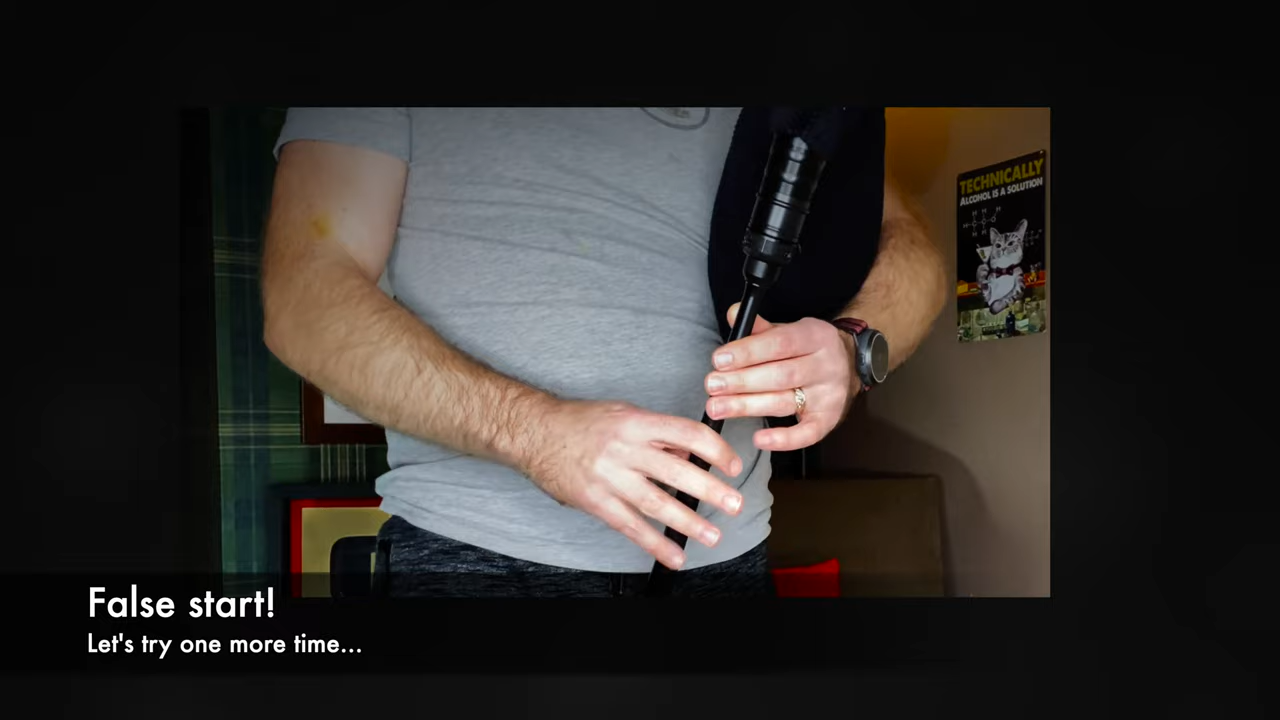 TECHNICALLY
ALCOHOL IS A SOLUTION
False start!
Let's try one more time...